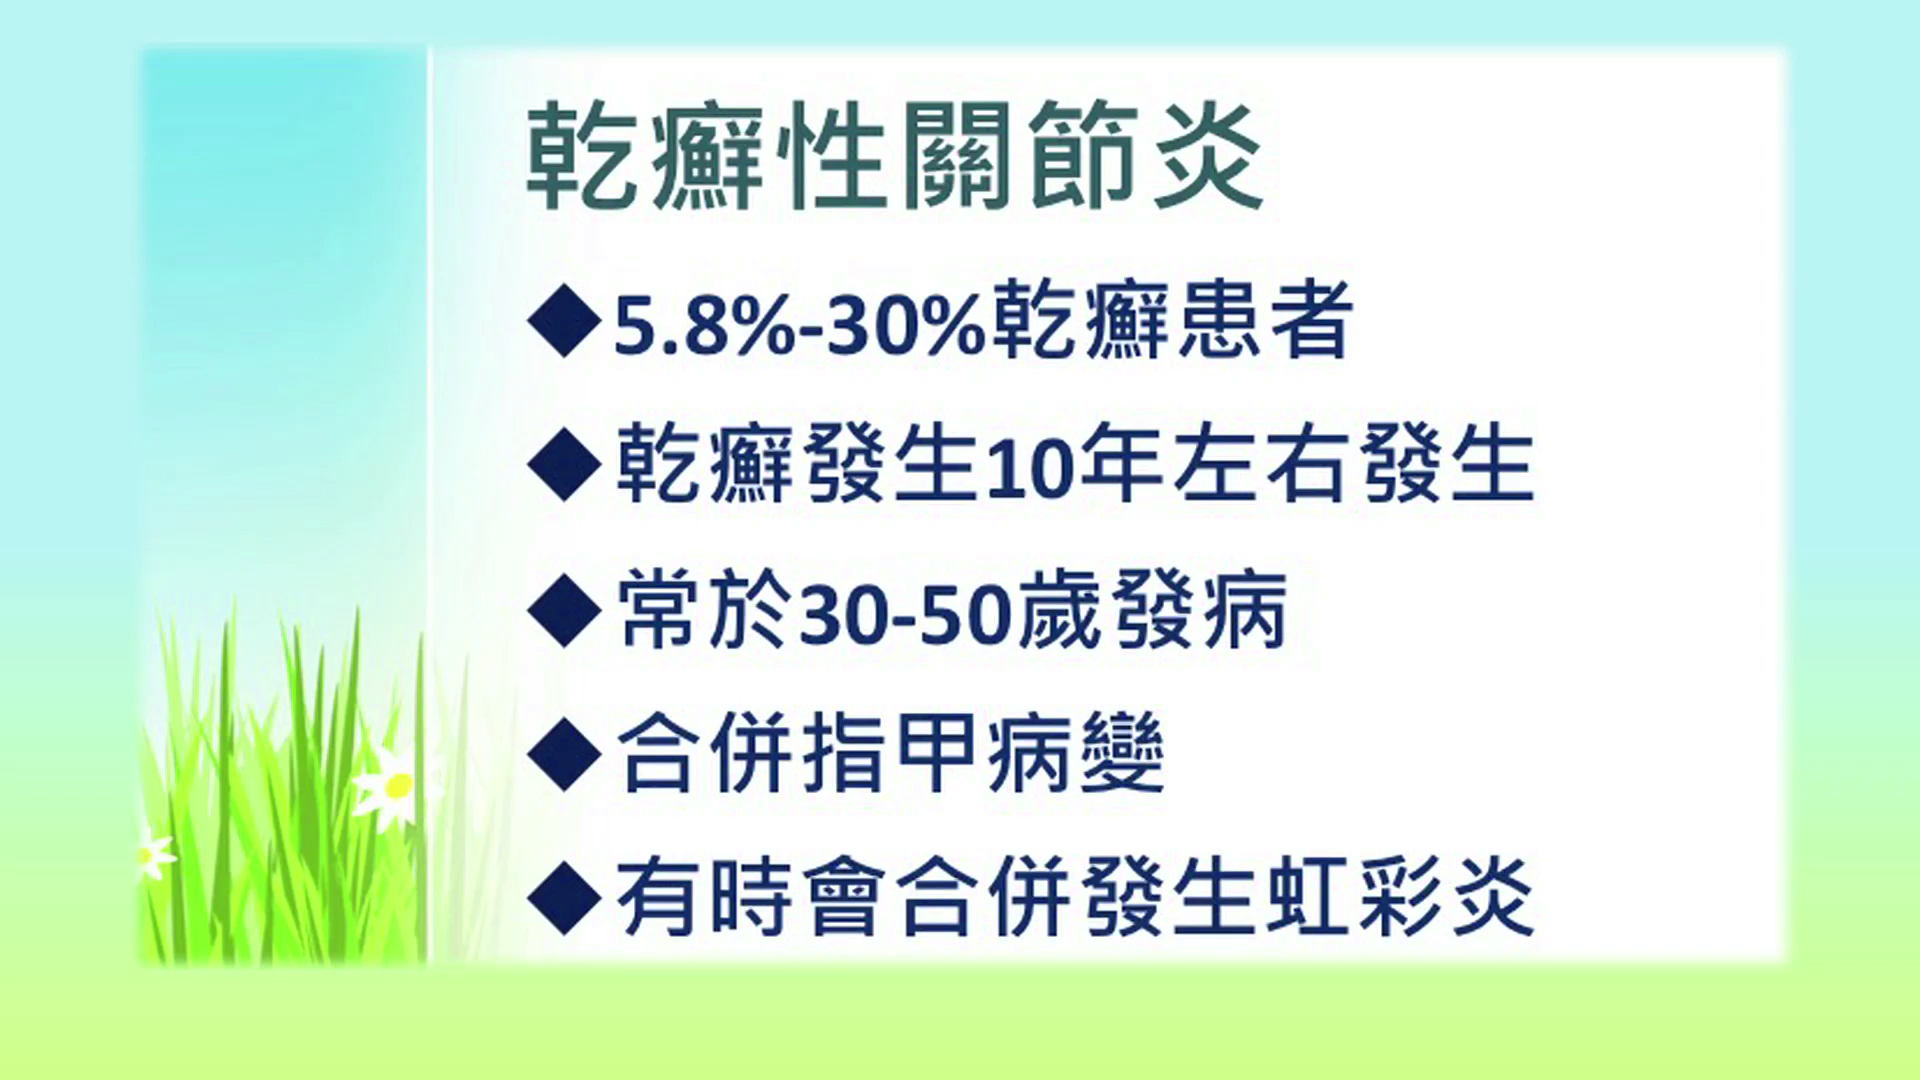 乾癬性關節炎
◆5.8%-30%乾癬患者
◆乾癬發生10年左右發生
◆常於30-50歲發病
◆合併指甲病變
◆有時會合併發生虹彩炎